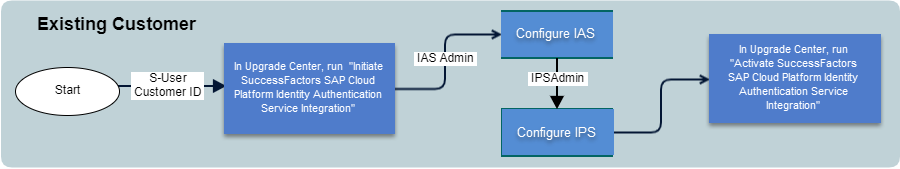 Existing Customer
Start
S-User
Customer ID
In Upgrade Center, run "Initiate
SuccessFactors SAP Cloud
Platform Identity Authentication
Service Integration"
IAS Admin
Configure IAS
IPSAdmin
Configure IPS
In Upgrade Center, run
"Activate SuccessFactors
SAP Cloud Platform Identity
Authentication Service
Integration"